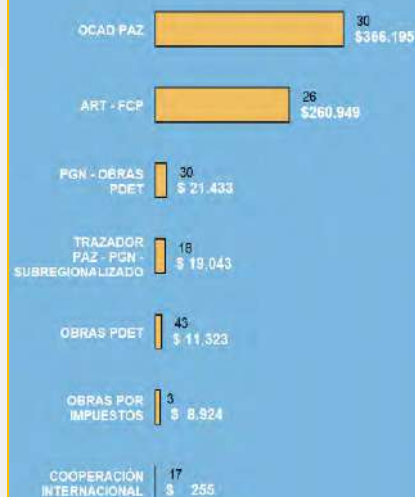 OCAD PAZ
30
$366.195
ART - FCP
26
$260.949
PGN - OBRAS
PDET
30
$ 21.433
TRAZADOR
PAZ - PGN -
SUBREGIONALIZADO
18
$ 19.043
OBRAS PDET
43
$ 11.323
OBRAS POR
IMPUESTOS
3
$ 8.924
COOPERACIÓN
INTERNACIONAL
17
$ 255